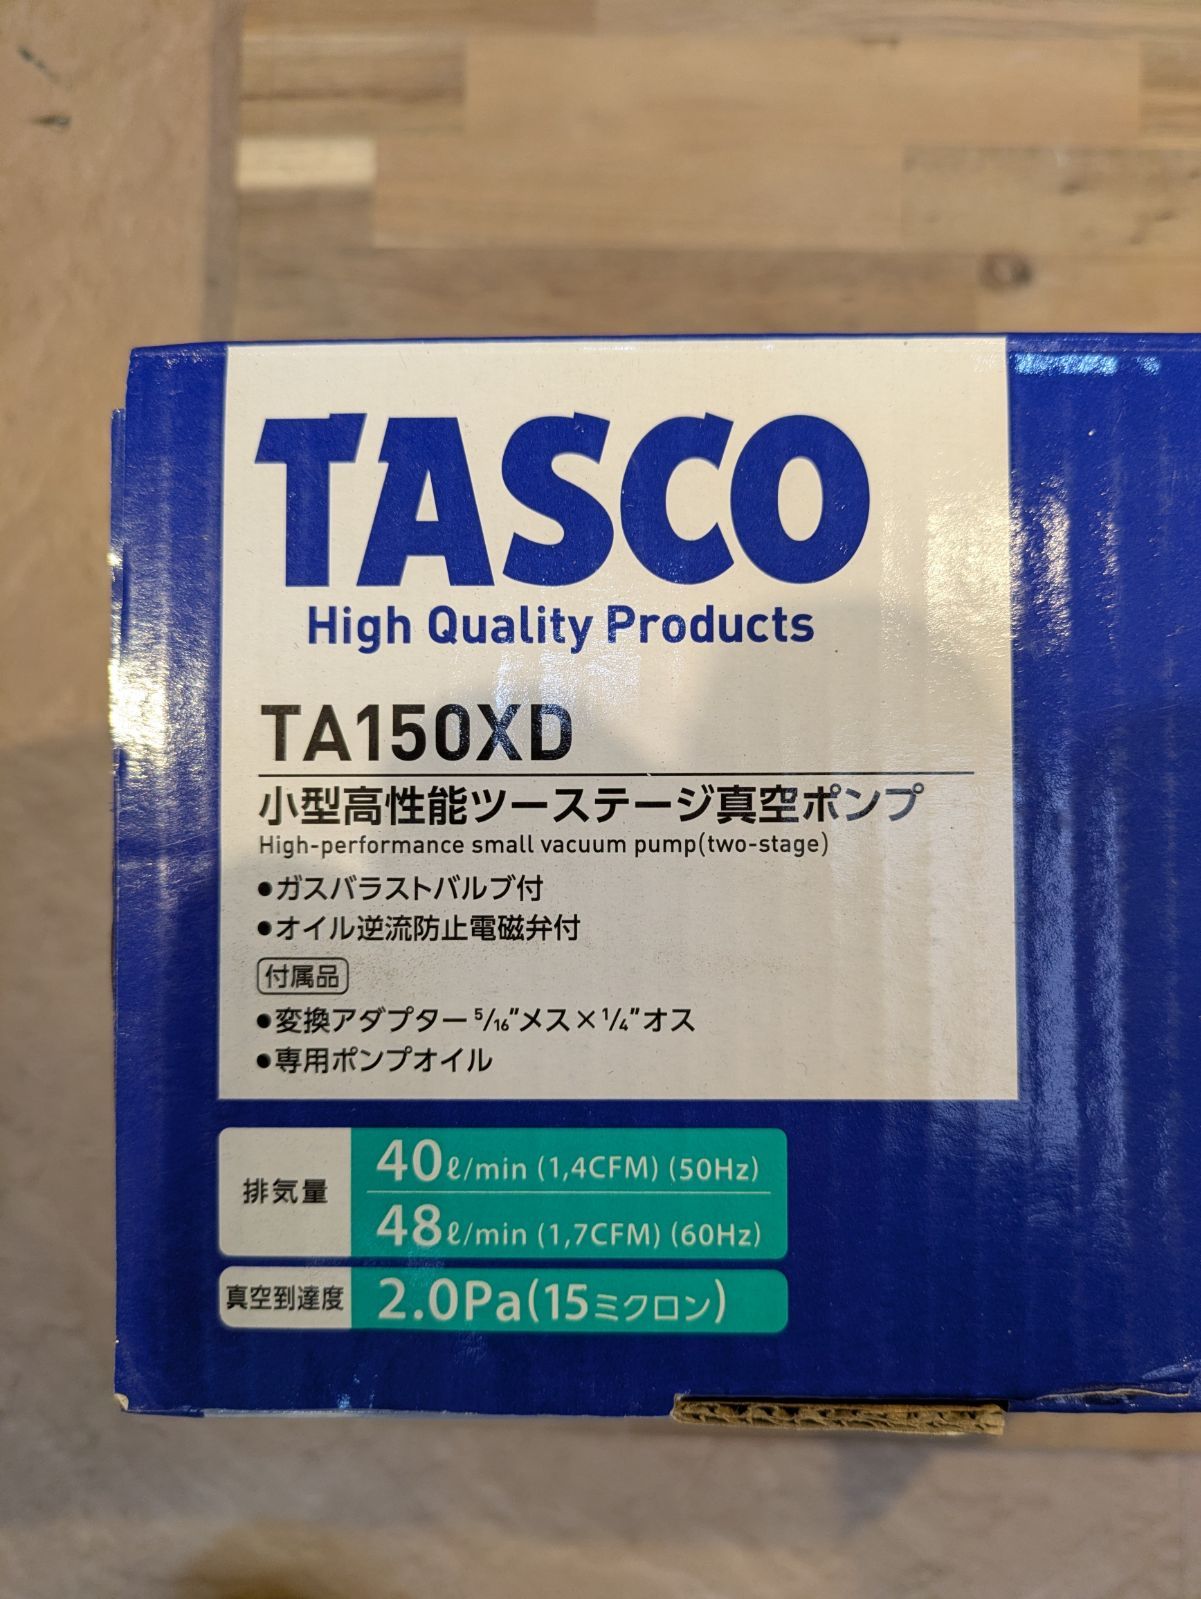 TASCO
High Quality Products
TA150XD
小型高性能ツーステージ真空ポンプ
High-performance small vacuum pump(two-stage)
●ガスバラストバルブ付
●オイル逆流防止電磁弁付
付属品
●変換アダプター 5/16"メス×1/4"オス
●専用ポンプオイル
排気量
40ℓ/min (1,4CFM) (50Hz)
48ℓ/min (1,7CFM) (60Hz)
真空到達度
2.0Pa(15ミクロン)